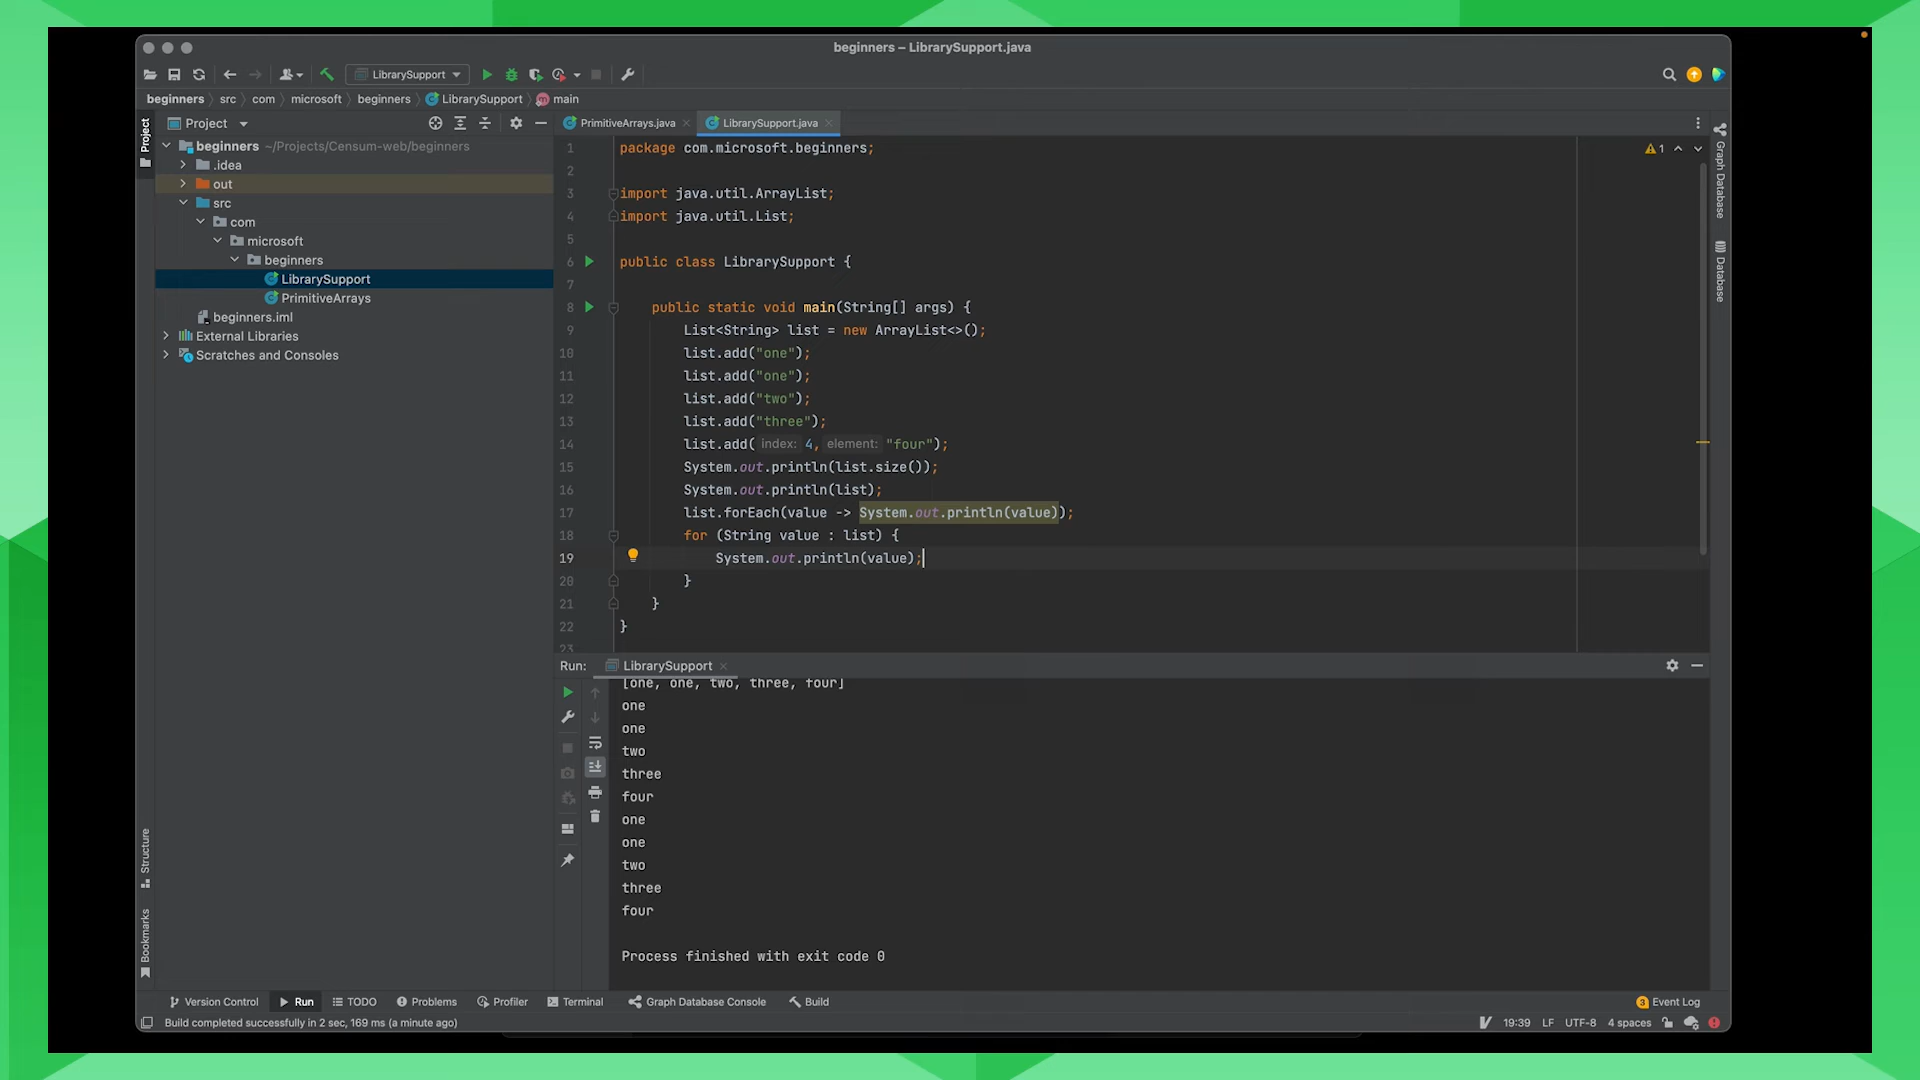 beginners – LibrarySupport.java
LibrarySupport
beginners src com microsoft beginners LibrarySupport main
Project
Project
PrimitiveArrays.java
LibrarySupport.java
beginners ~/Projects/Censum-web/beginners
.idea
out
src
com
microsoft
beginners
LibrarySupport
PrimitiveArrays
beginners.iml
External Libraries
Scratches and Consoles
1 package com.microsoft.beginners;
2
3 import java.util.ArrayList;
4 import java.util.List;
5
6 public class LibrarySupport {
7
8 public static void main(String[] args) {
9 List<String> list = new ArrayList<>();
10 list.add("one");
11 list.add("one");
12 list.add("two");
13 list.add("three");
14 list.add( index: 4, element: "four");
15 System.out.println(list.size());
16 System.out.println(list);
17 list.forEach(value -> System.out.println(value));
18 for (String value : list) {
19 System.out.println(value);
20 }
21 }
22 }
23
1
Graph Database
Database
Run: LibrarySupport
[one, one, two, three, four]
one
one
two
three
four
one
one
two
three
four
Process finished with exit code 0
Structure
Bookmarks
Version Control Run TODO Problems Profiler Terminal Graph Database Console Build 3 Event Log
Build completed successfully in 2 sec, 169 ms (a minute ago) 19:39 LF UTF-8 4 spaces